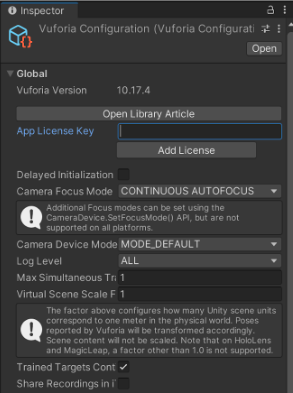 Inspector
Vuforia Configuration (Vuforia Configurati
Open
Global
Vuforia Version 10.17.4
Open Library Article
App License Key
Add License
Delayed Initialization
Camera Focus Mode CONTINUOUS AUTOFOCUS
Additional Focus modes can be set using the
CameraDevice.SetFocusMode() API, but are not
supported on all platforms.
Camera Device Mode MODE_DEFAULT
Log Level ALL
Max Simultaneous Tra 1
Virtual Scene Scale F 1
The factor above configures how many Unity scene units
correspond to one meter in the physical world. Poses
reported by Vuforia will be transformed accordingly.
Scene content will not be scaled. Note that on HoloLens
and MagicLeap, a factor other than 1.0 is not supported.
Trained Targets Cont
Share Recordings in i